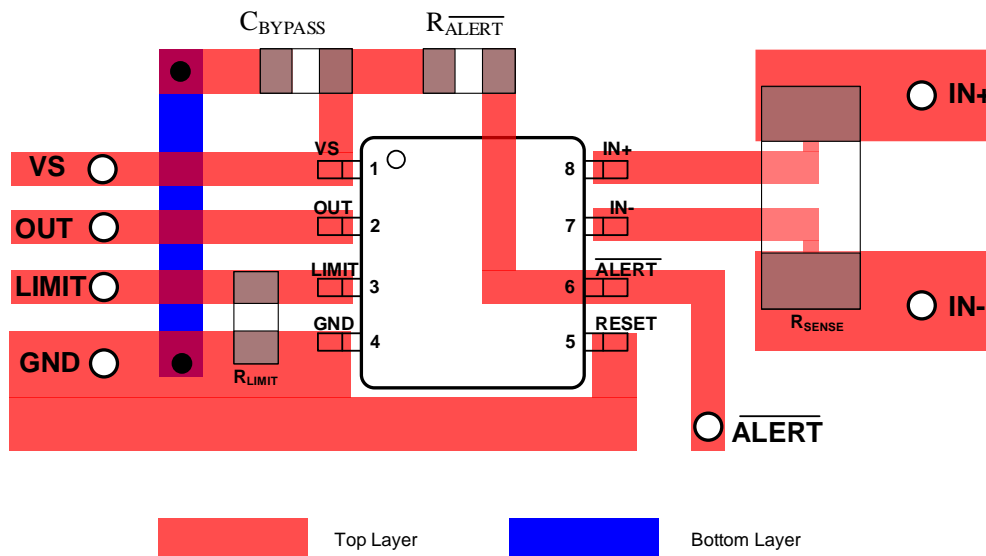 CBYPASS
RALERT
IN+
VS
VS
1
8
IN+
OUT
OUT
2
7
IN-
LIMIT
LIMIT
3
6
ALERT
IN-
RSENSE
GND
GND
4
5
RESET
RLIMIT
ALERT
Top Layer
Bottom Layer